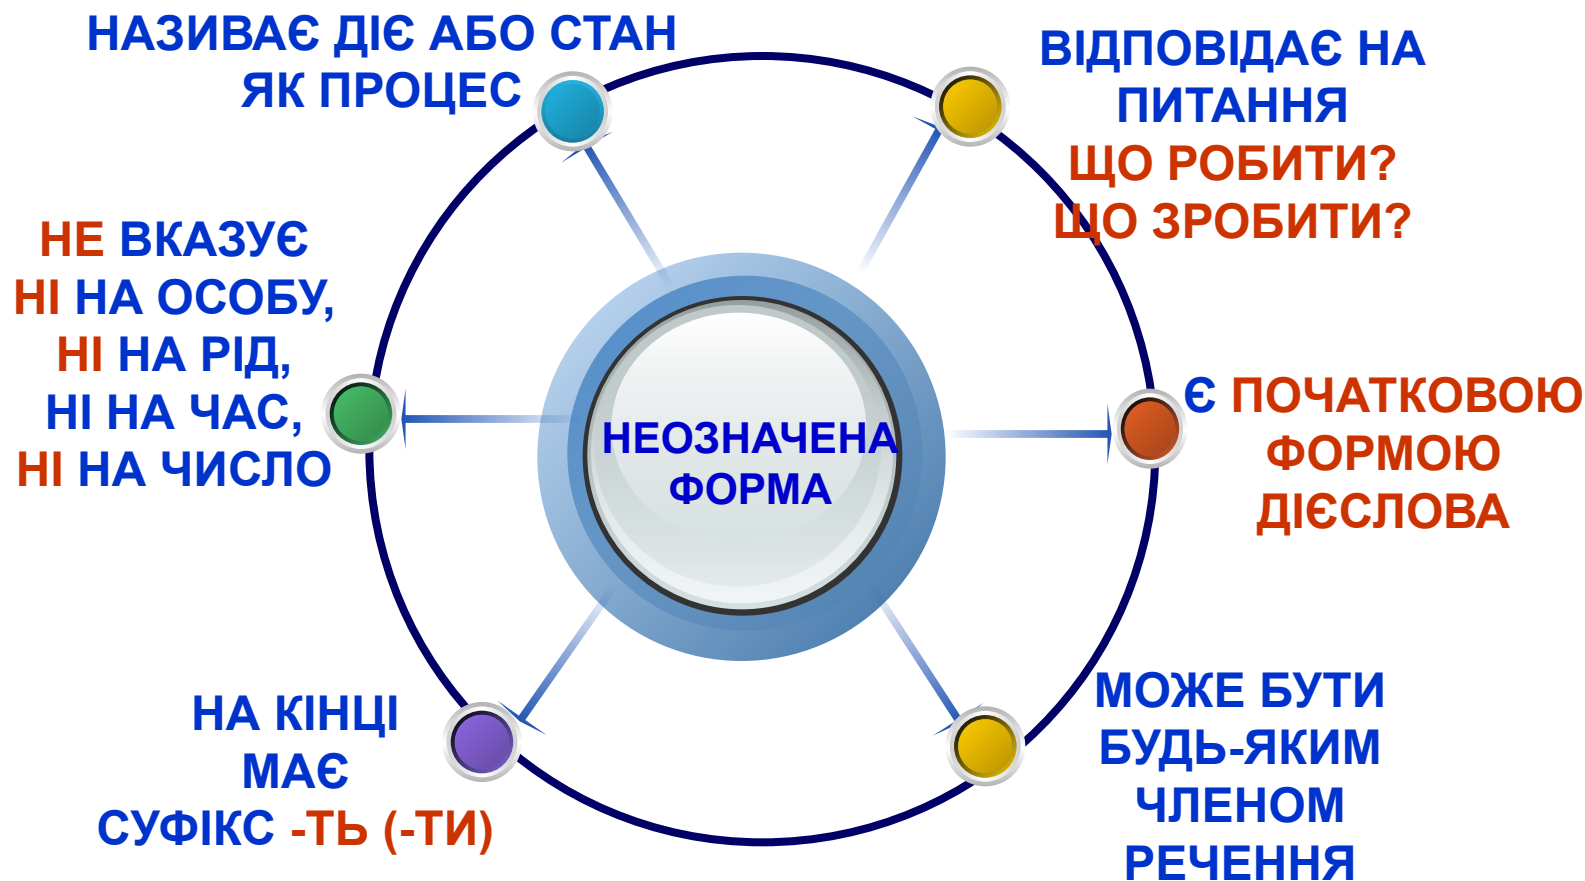 НАЗИВАЄ ДІЄ АБО СТАН
ЯК ПРОЦЕС
ВІДПОВІДАЄ НА
ПИТАННЯ
ЩО РОБИТИ?
ЩО ЗРОБИТИ?
НЕ ВКАЗУЄ
НІ НА ОСОБУ,
НІ НА РІД,
НІ НА ЧАС,
НІ НА ЧИСЛО
НЕОЗНАЧЕНА
ФОРМА
Є ПОЧАТКОВОЮ
ФОРМОЮ
ДІЄСЛОВА
НА КІНЦІ
МАЄ
СУФІКС -ТЬ (-ТИ)
МОЖЕ БУТИ
БУДЬ-ЯКИМ
ЧЛЕНОМ
РЕЧЕННЯ